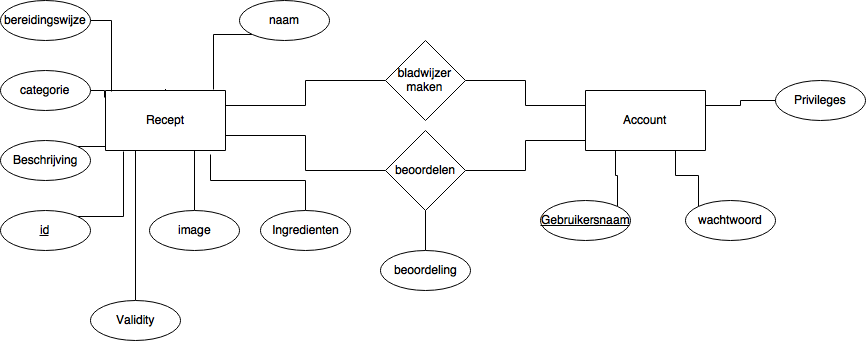 bereidingswijze
naam
categorie
bladwijzer
maken
Privileges
Recept
Account
Beschrijving
beoordelen
id
image
Ingredienten
Gebruikersnaam
wachtwoord
beoordeling
Validity